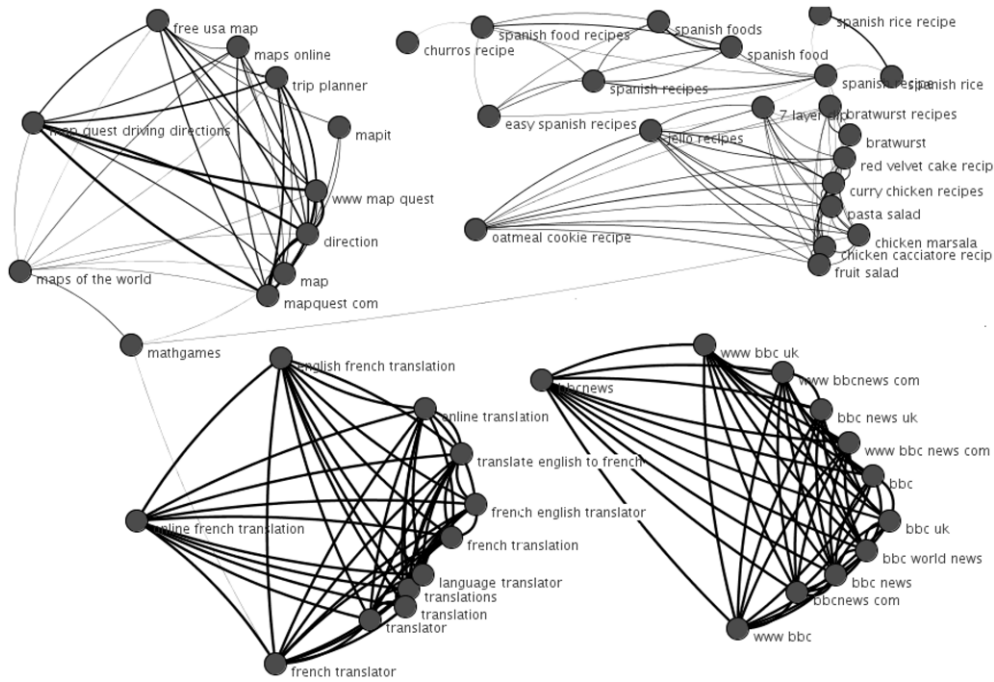 free usa map
maps online
trip planner
map quest driving directions
mapit
www map quest
direction
map
maps of the world
mapquest com
mathgames
churros recipe
spanish food recipes
spanish foods
spanish food
spanish rice recipe
spanish recipe
spanish rice
spanish recipes
easy spanish recipes
7 layer dip
bratwurst recipes
jello recipes
bratwurst
red velvet cake recip
curry chicken recipes
pasta salad
oatmeal cookie recipe
chicken marsala
chicken cacciatore recip
fruit salad
english french translation
online translation
translate english to french
french english translator
online french translation
french translation
language translator
translations
translation
translator
french translator
www bbc uk
bbcnews
www bbcnews com
bbc news uk
www bbc news com
bbc
bbc uk
bbc world news
bbc news
bbcnews com
www bbc